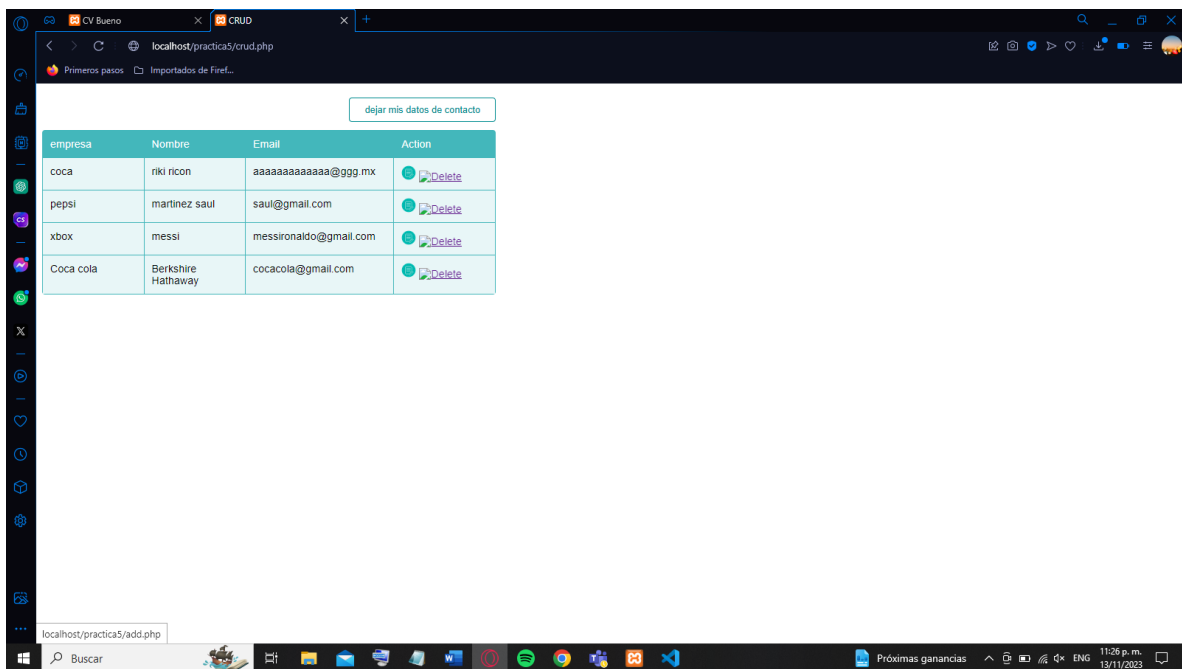 CV Bueno
CRUD
localhost/practica5/crud.php
Primeros pasos Importados de Firef...
dejar mis datos de contacto
empresa Nombre Email Action
coca riki ricon aaaaaaaaaaaaa@ggg.mx Delete
pepsi martinez saul saul@gmail.com Delete
xbox messi messironaldo@gmail.com Delete
Coca cola Berkshire cocacola@gmail.com Delete
Hathaway
localhost/practica5/add.php
Buscar
Próximas ganancias ENG 11:26 p. m.
13/11/2023